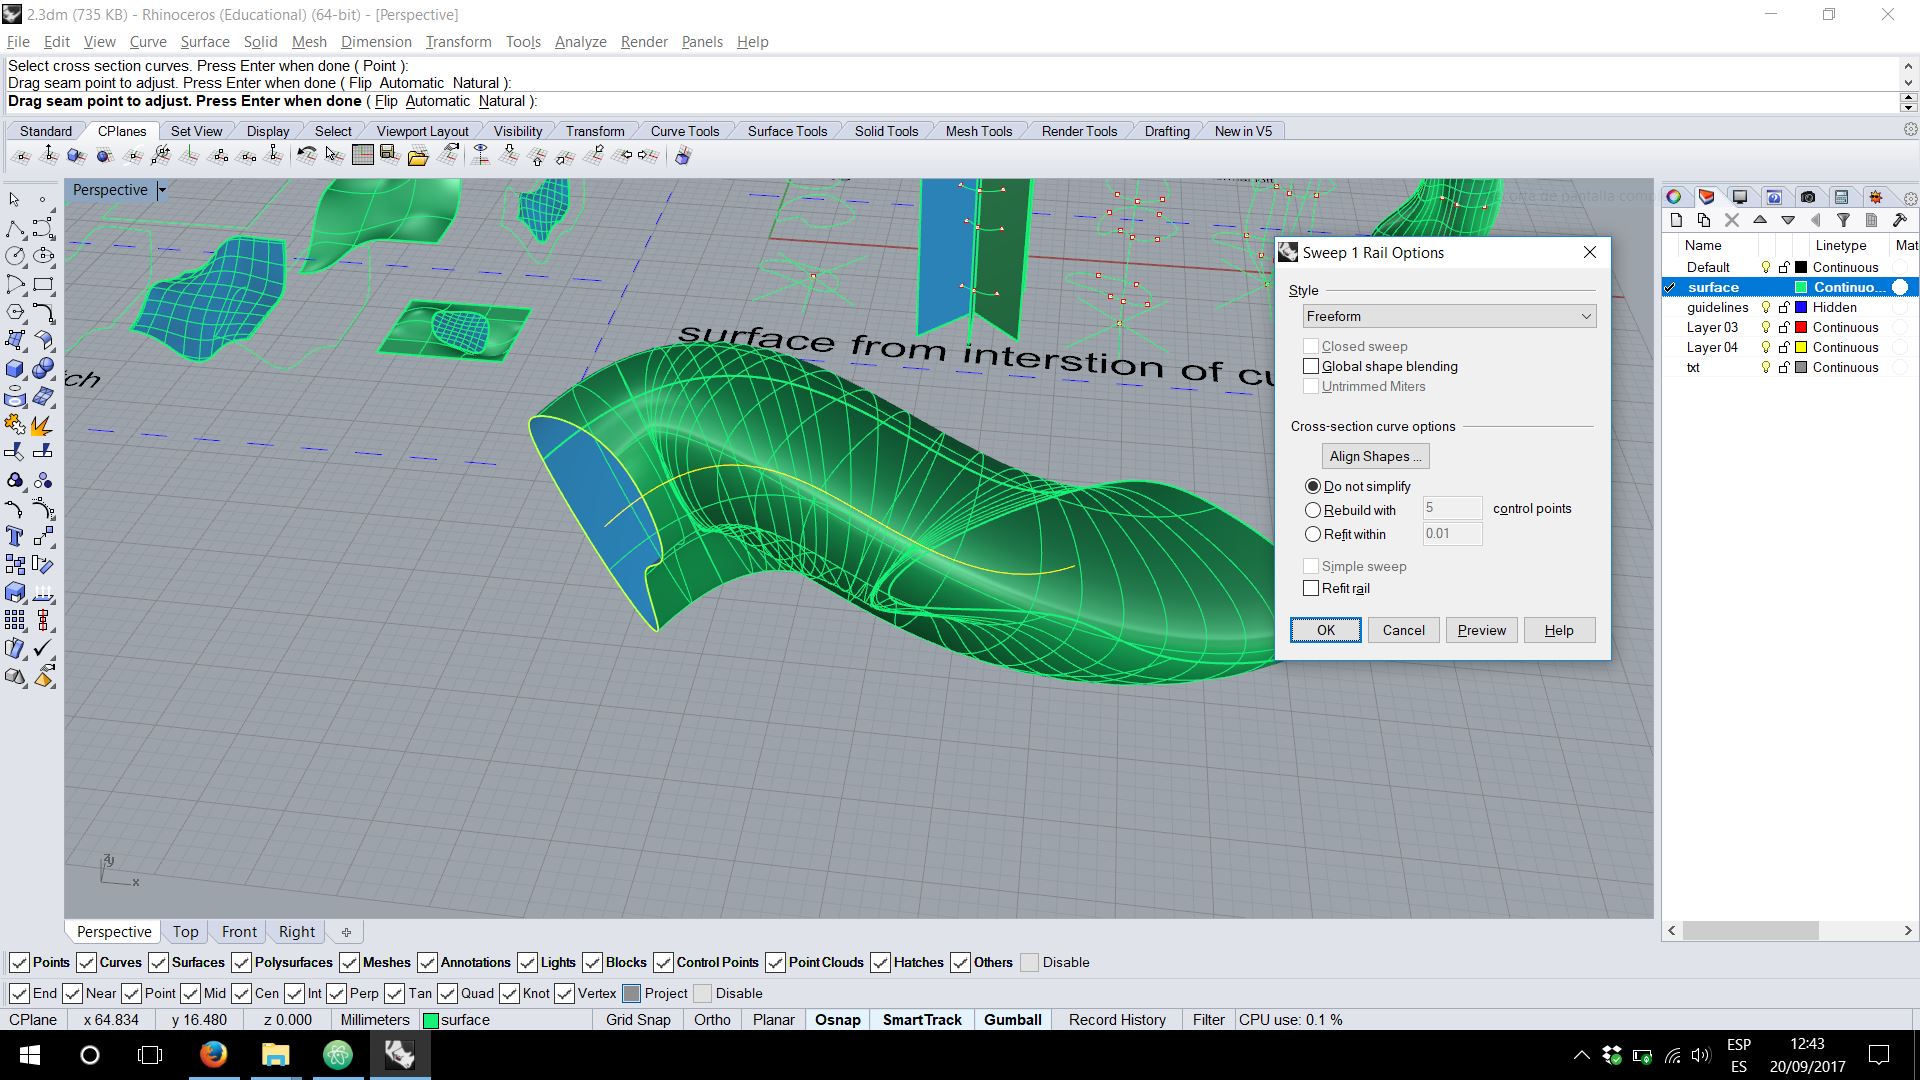 2.3dm (735 KB) - Rhinoceros (Educational) (64-bit) - [Perspective]
File Edit View Curve Surface Solid Mesh Dimension Transform Tools Analyze Render Panels Help
Select cross section curves. Press Enter when done ( Point ):
Drag seam point to adjust. Press Enter when done ( Flip Automatic Natural ):
Drag seam point to adjust. Press Enter when done ( Flip Automatic Natural ):
Standard CPlanes Set View Display Select Viewport Layout Visibility Transform Curve Tools Surface Tools Solid Tools Mesh Tools Render Tools Drafting New in V5
Perspective
surface from interstion of cu
tch
z y
x
Sweep 1 Rail Options
Style
Freeform
Closed sweep
Global shape blending
Untrimmed Miters
Cross-section curve options
Align Shapes ...
Do not simplify
Rebuild with 5 control points
Refit within 0.01
Simple sweep
Refit rail
OK Cancel Preview Help
Name Linetype Mat
Default Continuous
surface Continuo...
guidelines Hidden
Layer 03 Continuous
Layer 04 Continuous
txt Continuous
Perspective Top Front Right
Points Curves Surfaces Polysurfaces Meshes Annotations Lights Blocks Control Points Point Clouds Hatches Others Disable
End Near Point Mid Cen Int Perp Tan Quad Knot Vertex Project Disable
CPlane x 64.834 y 16.480 z 0.000 Millimeters surface Grid Snap Ortho Planar Osnap SmartTrack Gumball Record History Filter CPU use: 0.1 %
ESP
ES
12:43
20/09/2017